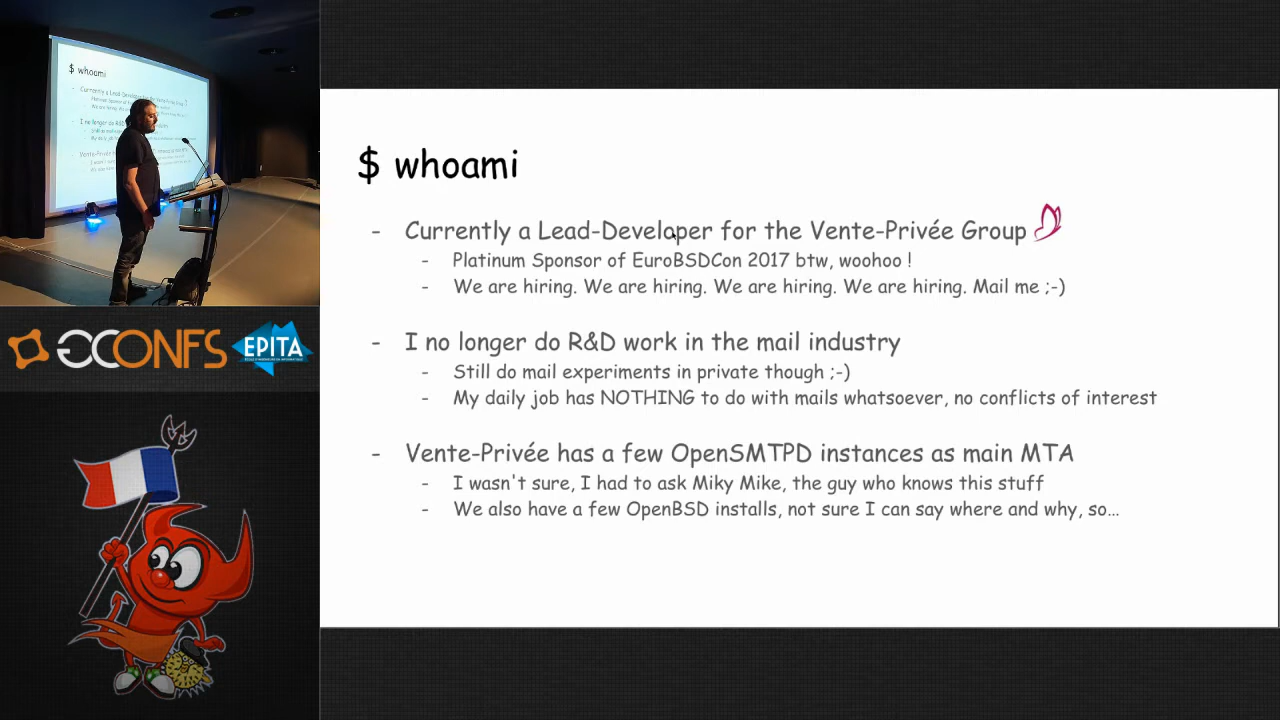 $ whoami
- Currently a Lead-Developer for the Vente-Privée Group
- Platinum Sponsor of EuroBSDCon 2017 btw, woohoo !
- We are hiring. We are hiring. We are hiring. We are hiring. Mail me ;-)
- I no longer do R&D work in the mail industry
- Still do mail experiments in private though ;-)
- My daily job has NOTHING to do with mails whatsoever, no conflicts of interest
- Vente-Privée has a few OpenSMTPD instances as main MTA
- I wasn't sure, I had to ask Miky Mike, the guy who knows this stuff
- We also have a few OpenBSD installs, not sure I can say where and why, so...
$ whoami
GCONFS
EPITA